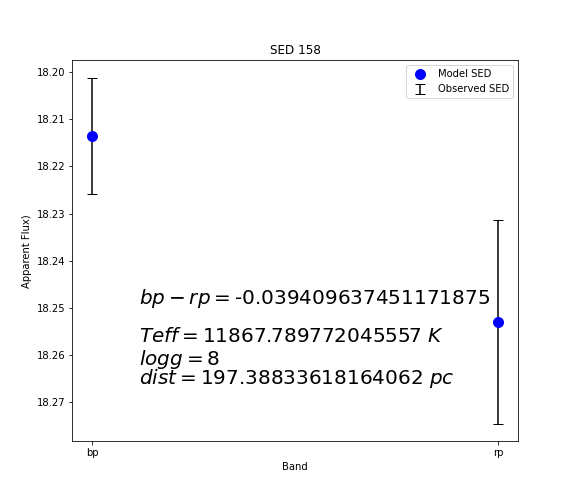 SED 158
Model SED
Observed SED
18.20
18.21
18.22
18.23
18.24
18.25
18.26
18.27
Apparent Flux)
bp − rp = -0.039409637451171875
Teff = 11867.789772045557 K
logg = 8
dist = 197.38833618164062 pc
bp
rp
Band